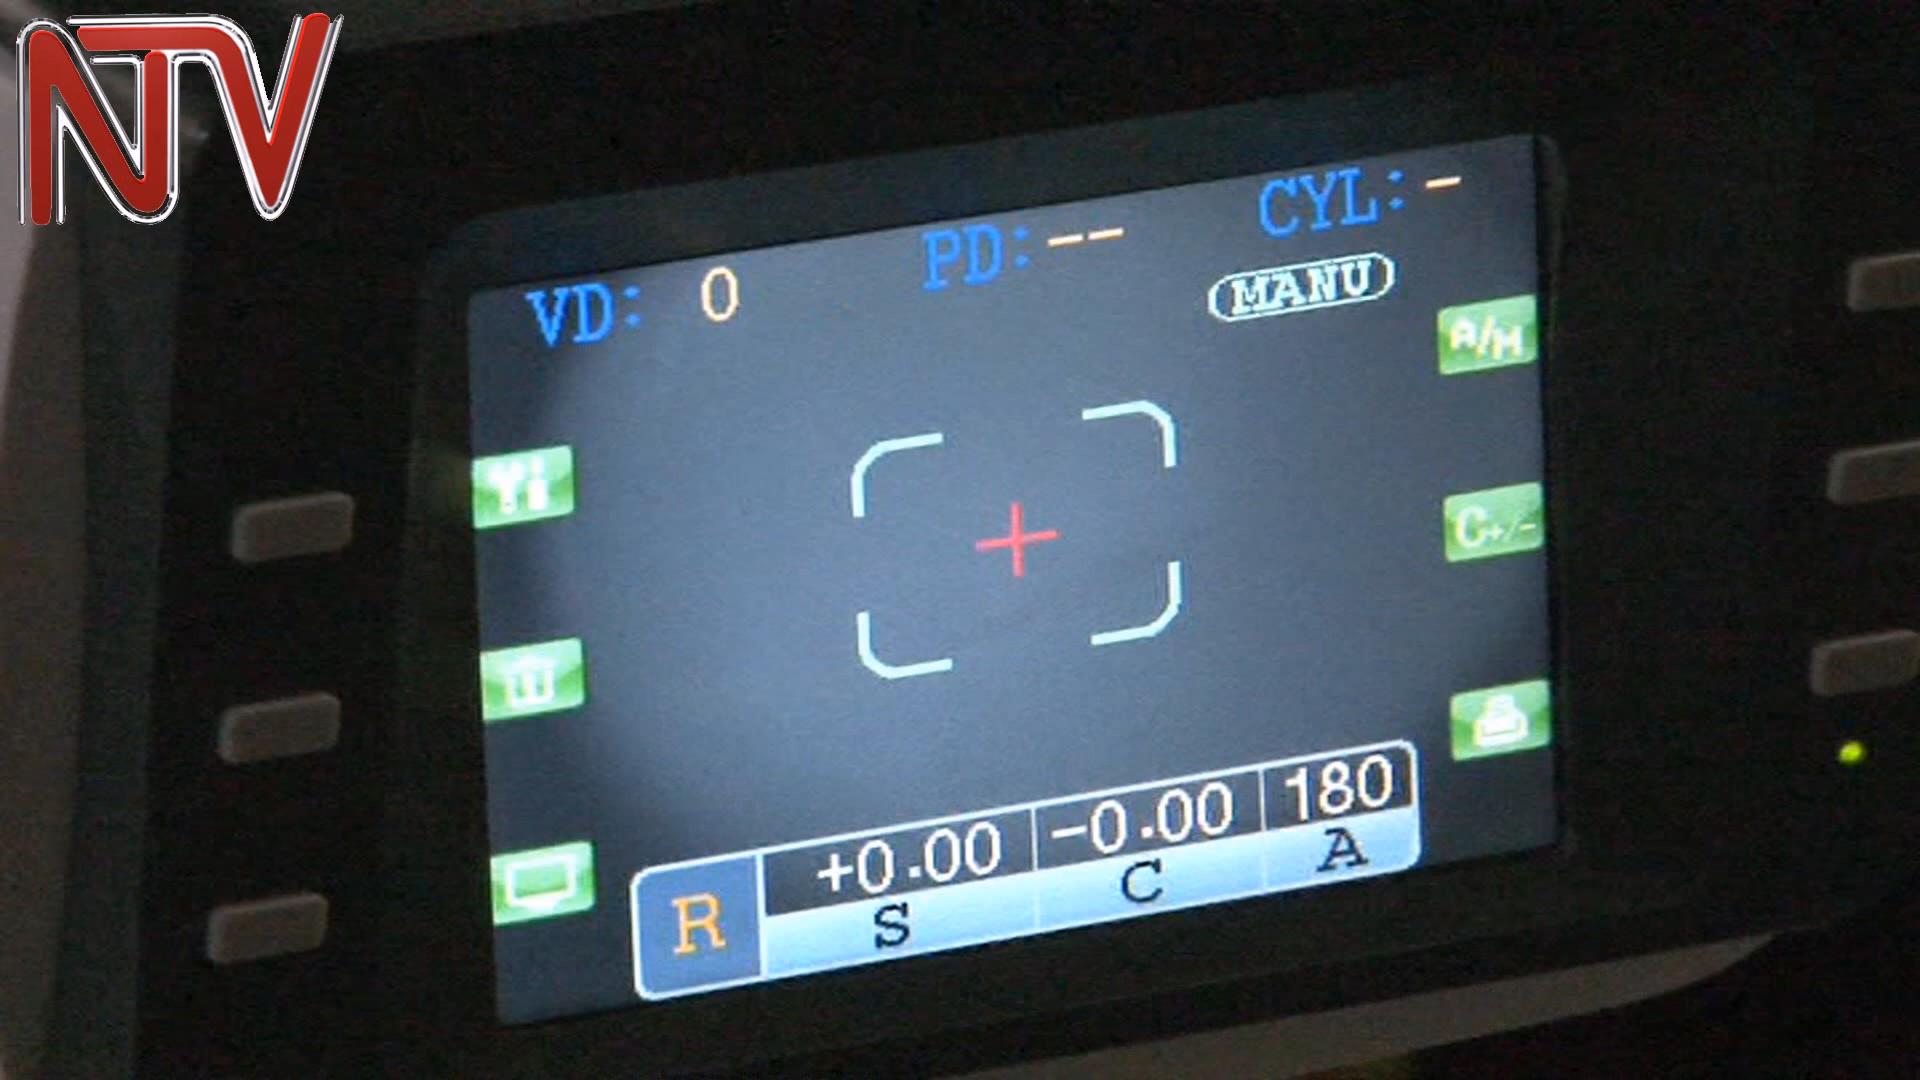 NTV
VD: 0 PD: -- CYL: -
MANU
A/M
C+/-
R +0.00 -0.00 180
S C A